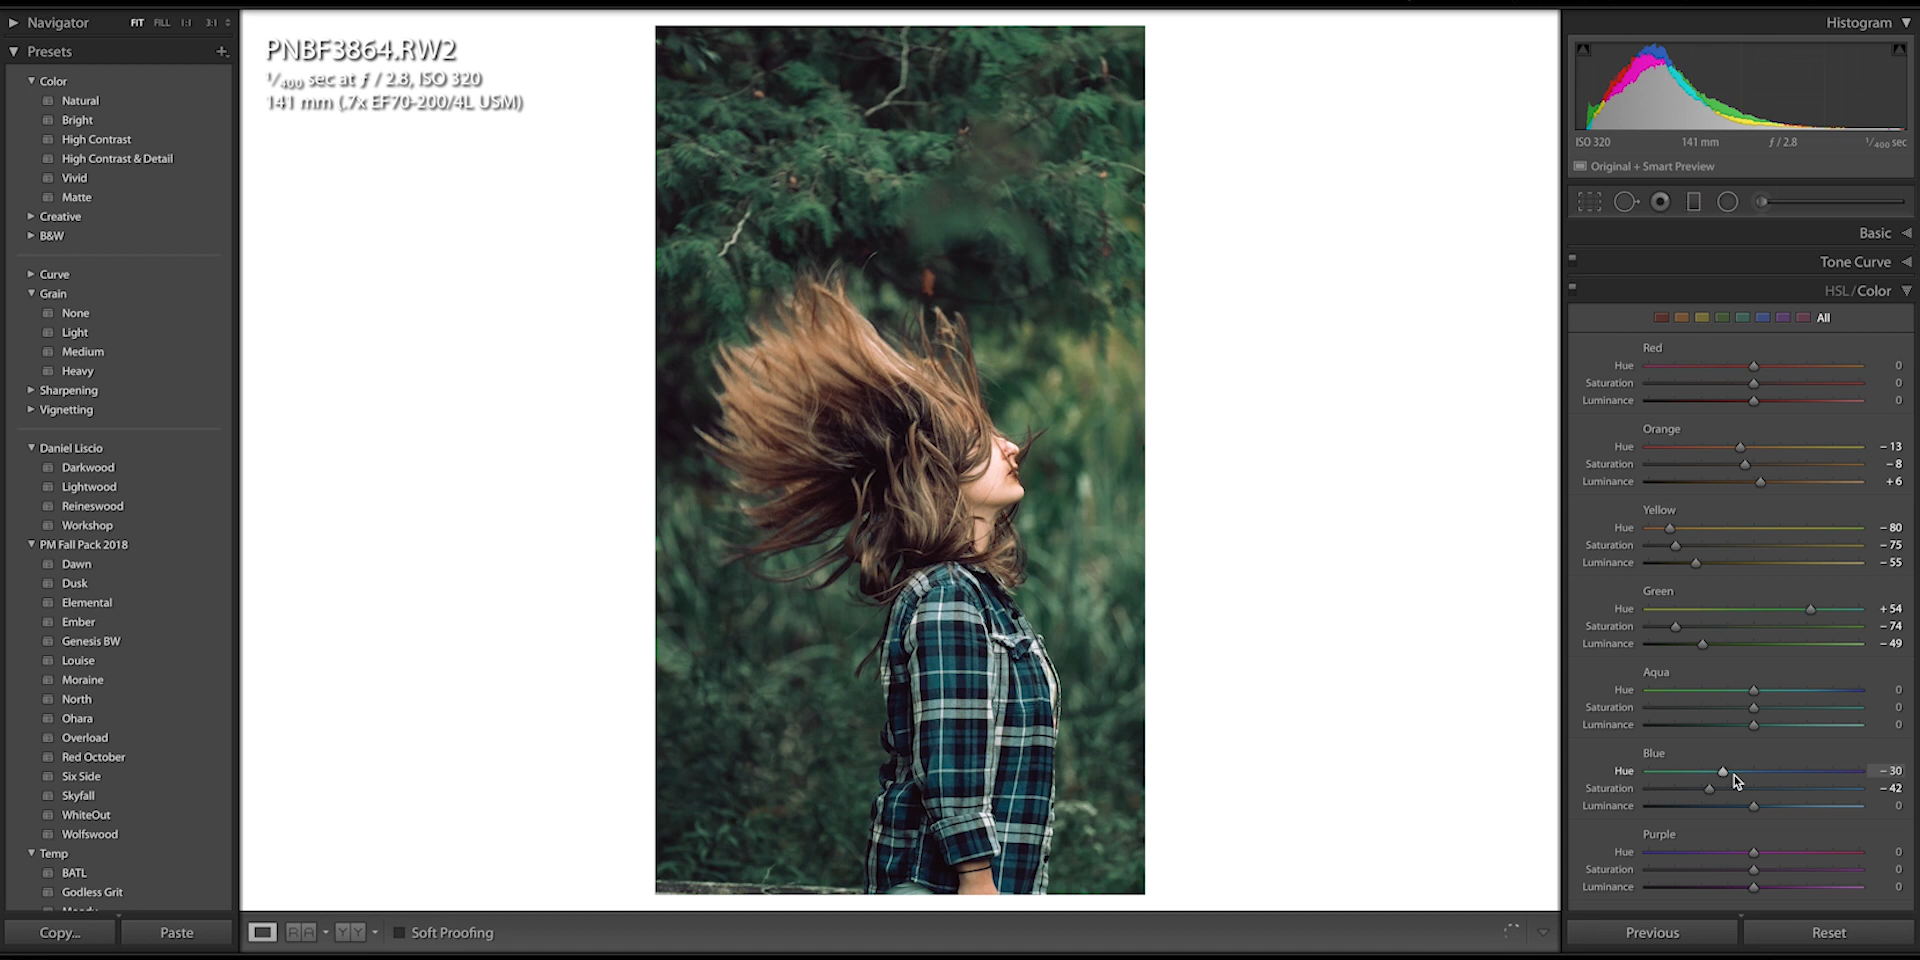 Navigator FIT FILL 1:1 3:1
Presets +
Color
Natural
Bright
High Contrast
High Contrast & Detail
Vivid
Matte
Creative
B&W
Curve
Grain
None
Light
Medium
Heavy
Sharpening
Vignetting
Daniel Liscio
Darkwood
Lightwood
Reineswood
Workshop
PM Fall Pack 2018
Dawn
Dusk
Elemental
Ember
Genesis BW
Louise
Moraine
North
Ohara
Overload
Red October
Six Side
Skyfall
WhiteOut
Wolfswood
Temp
BATL
Godless Grit
Copy... Paste
PNBF3864.RW2
1/400 sec at ƒ / 2.8, ISO 320
141 mm (.7x EF70-200/4L USM)
R A Y Y Soft Proofing
Histogram
ISO 320 141 mm ƒ / 2.8 1/400 sec
Original + Smart Preview
Basic
Tone Curve
HSL / Color
All
Red
Hue 0
Saturation 0
Luminance 0
Orange
Hue – 13
Saturation – 8
Luminance + 6
Yellow
Hue – 80
Saturation – 75
Luminance – 55
Green
Hue + 54
Saturation – 74
Luminance – 49
Aqua
Hue 0
Saturation 0
Luminance 0
Blue
Hue – 30
Saturation – 42
Luminance 0
Purple
Hue 0
Saturation 0
Luminance 0
Previous Reset